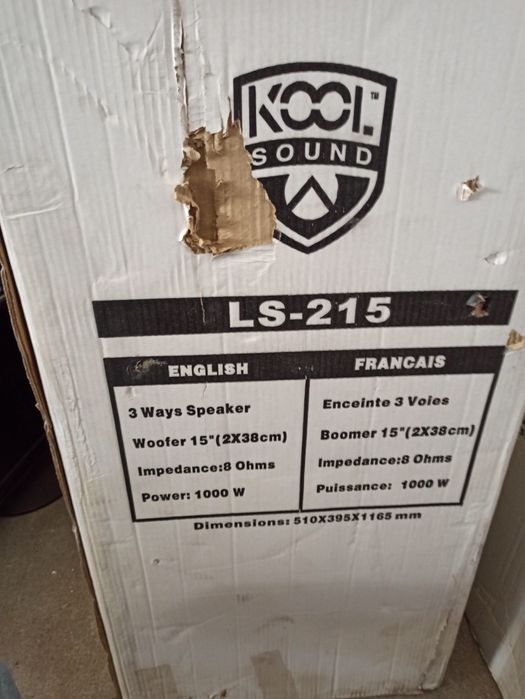 KOOL™
SOUND
LS-215
ENGLISH
3 Ways Speaker
Woofer 15"(2X38cm)
Impedance:8 Ohms
Power: 1000 W
FRANCAIS
Enceinte 3 Voies
Boomer 15"(2X38cm)
Impedance:8 Ohms
Puissance: 1000 W
Dimensions: 510X395X1165 mm